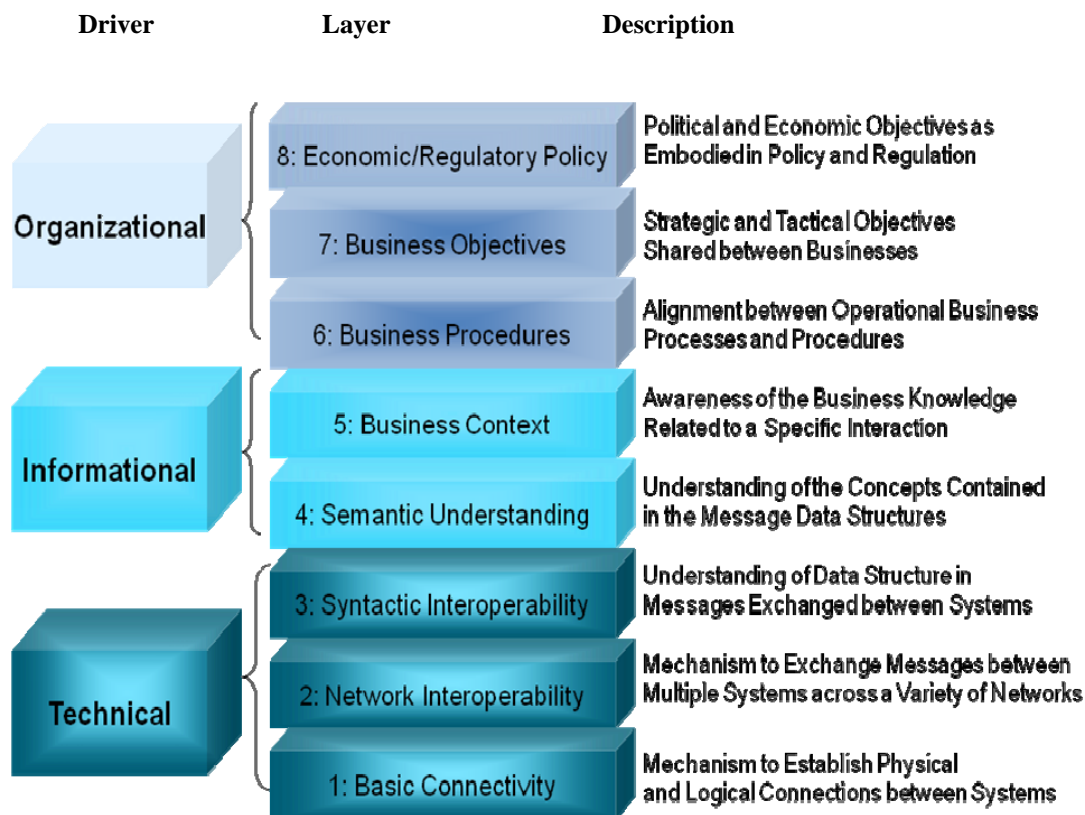 Driver Layer Description
8: Economic/Regulatory Policy
Political and Economic Objectives as
Embodied in Policy and Regulation
Organizational
7: Business Objectives
Strategic and Tactical Objectives
Shared between Businesses
6: Business Procedures
Alignment between Operational Business
Processes and Procedures
Informational
5: Business Context
Awareness of the Business Knowledge
Related to a Specific Interaction
4: Semantic Understanding
Understanding of the Concepts Contained
in the Message Data Structures
Technical
3: Syntactic Interoperability
Understanding of Data Structure in
Messages Exchanged between Systems
2: Network Interoperability
Mechanism to Exchange Messages between
Multiple Systems across a Variety of Networks
1: Basic Connectivity
Mechanism to Establish Physical
and Logical Connections between Systems